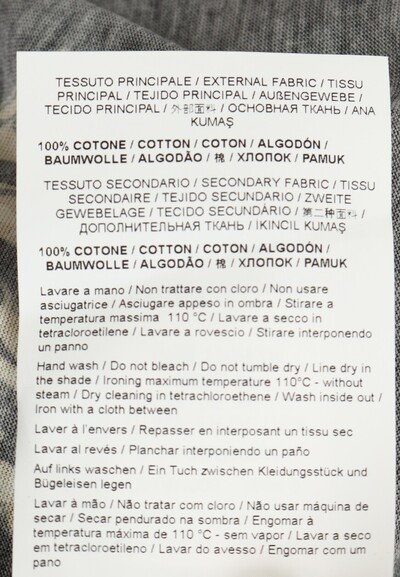 TESSUTO PRINCIPALE / EXTERNAL FABRIC / TISSU
PRINCIPAL / TEJIDO PRINCIPAL / AUßENGEWEBE /
TECIDO PRINCIPAL / 外部面料 / ОСНОВНАЯ ТКАНЬ / ANA
KUMAŞ
100% COTONE / COTTON / COTON / ALGODÓN /
BAUMWOLLE / ALGODÃO / 棉 / ХЛОПОК / PAMUK
TESSUTO SECONDARIO / SECONDARY FABRIC / TISSU
SECONDAIRE / TEJIDO SECUNDARIO / ZWEITE
GEWEBELAGE / TECIDO SECUNDÀRIO / 第二种面料 /
ДОПОЛНИТЕЛЬНАЯ ТКАНЬ / IKINCIL KUMAŞ
100% COTONE / COTTON / COTON / ALGODÓN /
BAUMWOLLE / ALGODÃO / 棉 / ХЛОПОК / PAMUK
Lavare a mano / Non trattare con cloro / Non usare
asciugatrice / Asciugare appeso in ombra / Stirare a
temperatura massima 110 °C / Lavare a secco in
tetracloroetilene / Lavare a rovescio / Stirare interponendo
un panno
Hand wash / Do not bleach / Do not tumble dry / Line dry in
the shade / Ironing maximum temperature 110°C - without
steam / Dry cleaning in tetrachloroethene / Wash inside out /
Iron with a cloth between
Laver à l'envers / Repasser en interposant un tissu sec
Lavar al revés / Planchar interponiendo un paño
Auf links waschen / Ein Tuch zwischen Kleidungsstück und
Bügeleisen legen
Lavar à mão / Não tratar com cloro / Não usar máquina de
secar / Secar pendurado na sombra / Engomar à
temperatura máxima de 110 °C - sem vapor / Lavar a seco
em tetracloroetileno / Lavar do avesso / Engomar com um
pano